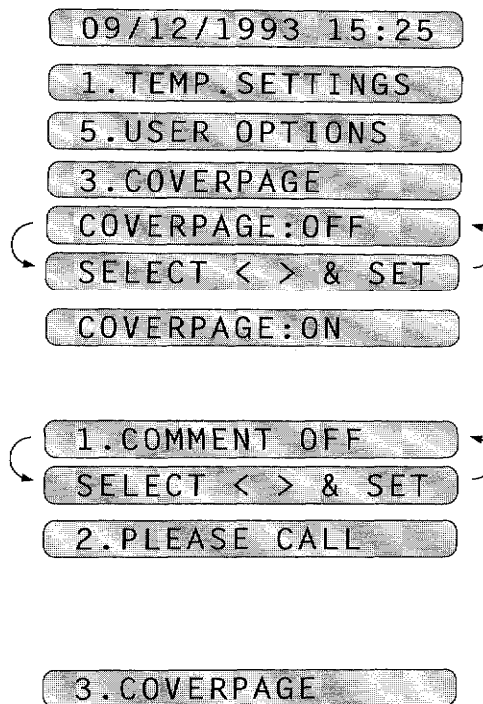 09/12/1993 15:25
1.TEMP.SETTINGS
5.USER OPTIONS
3.COVERPAGE
COVERPAGE:OFF
SELECT < > & SET
COVERPAGE:ON
1.COMMENT OFF
SELECT < > & SET
2.PLEASE CALL
3.COVERPAGE